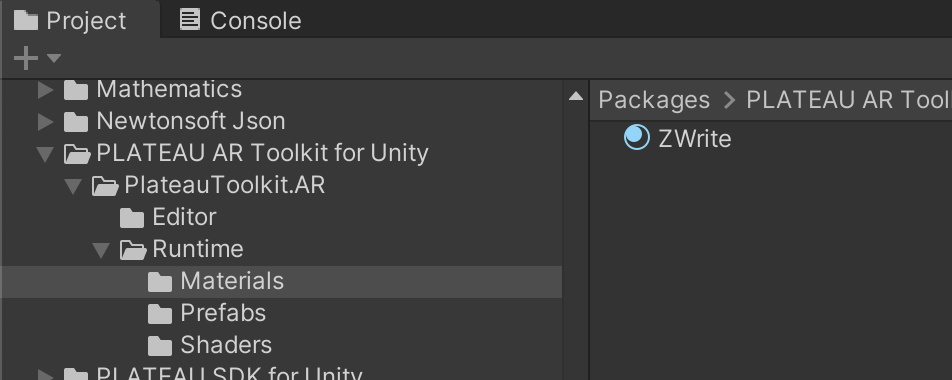 Project
Console
Mathematics
Newtonsoft Json
PLATEAU AR Toolkit for Unity
PlateauToolkit.AR
Editor
Runtime
Materials
Prefabs
Shaders
PLATEAU SDK for Unity
Packages > PLATEAU AR Tool
ZWrite